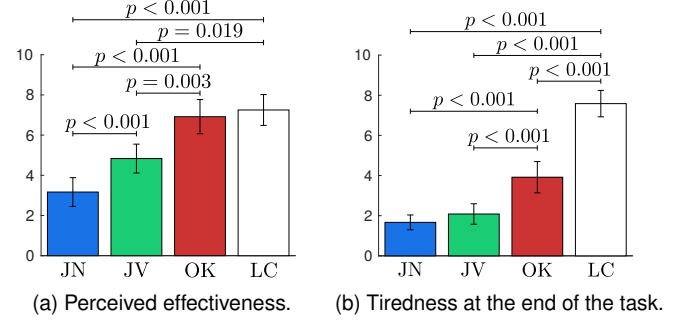 p < 0.001
p = 0.019
p < 0.001
p = 0.003
p < 0.001
10
8
6
4
2
0
JN JV OK LC
(a) Perceived effectiveness.
p < 0.001
p < 0.001
p < 0.001
p < 0.001
p < 0.001
10
8
6
4
2
0
JN JV OK LC
(b) Tiredness at the end of the task.